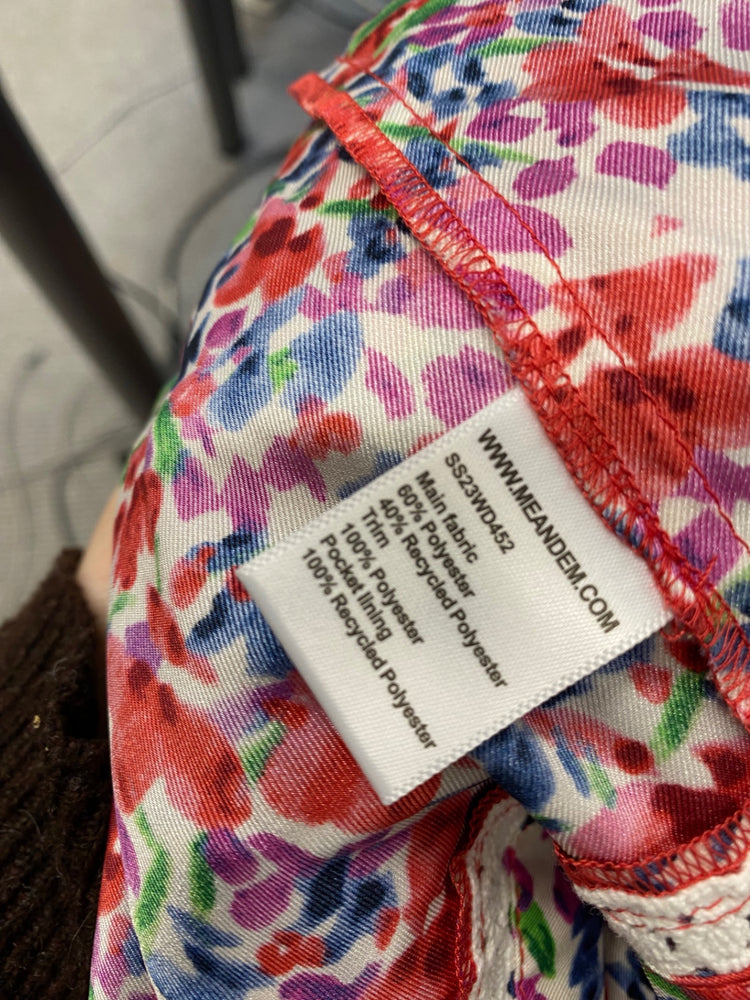 WWW.MEANDEM.COM
SS23WD452
Main fabric
60% Polyester
40% Recycled Polyester
Trim
100% Polyester
Pocket lining
100% Recycled Polyester